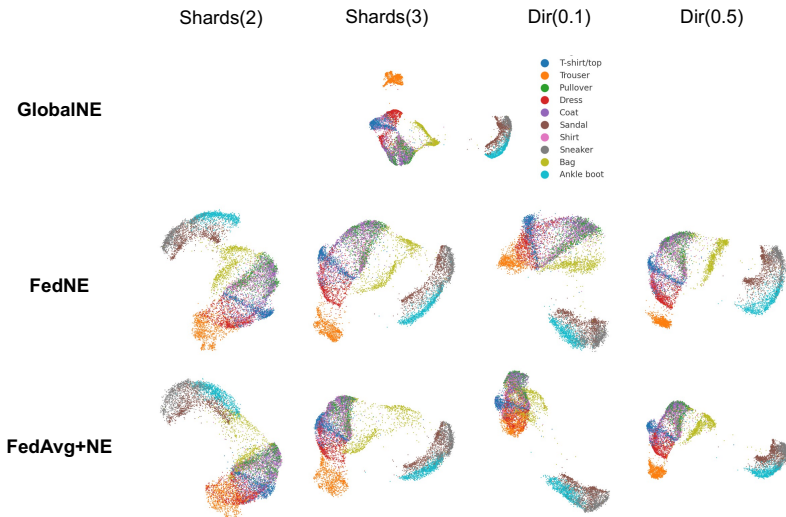 Shards(2) Shards(3) Dir(0.1) Dir(0.5)
GlobalNE
T-shirt/top
Trouser
Pullover
Dress
Coat
Sandal
Shirt
Sneaker
Bag
Ankle boot
FedNE
FedAvg+NE